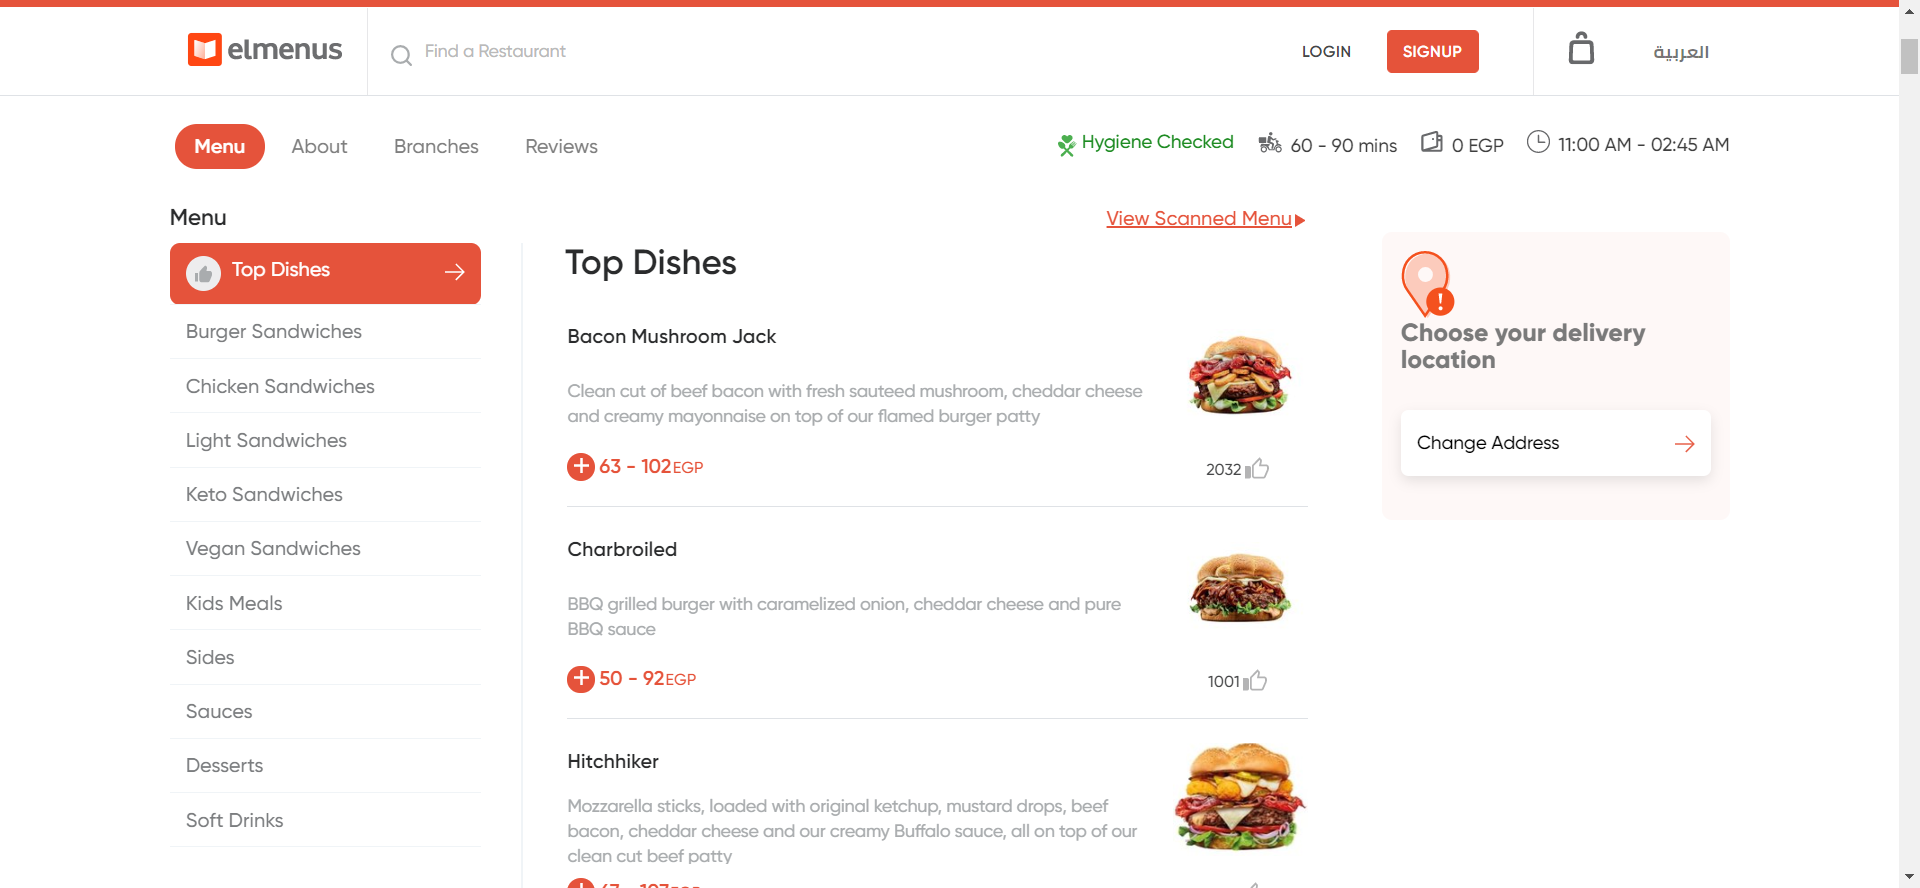 elmenus
Find a Restaurant
LOGIN
SIGNUP
العربية
Menu
About
Branches
Reviews
Hygiene Checked
60 - 90 mins
0 EGP
11:00 AM - 02:45 AM
Menu
View Scanned Menu
Top Dishes
Burger Sandwiches
Chicken Sandwiches
Light Sandwiches
Keto Sandwiches
Vegan Sandwiches
Kids Meals
Sides
Sauces
Desserts
Soft Drinks
Top Dishes
Bacon Mushroom Jack
Clean cut of beef bacon with fresh sauteed mushroom, cheddar cheese
and creamy mayonnaise on top of our flamed burger patty
63 - 102 EGP
2032
Charbroiled
BBQ grilled burger with caramelized onion, cheddar cheese and pure
BBQ sauce
50 - 92 EGP
1001
Hitchhiker
Mozzarella sticks, loaded with original ketchup, mustard drops, beef
bacon, cheddar cheese and our creamy Buffalo sauce, all on top of our
clean cut beef patty
Choose your delivery
location
Change Address